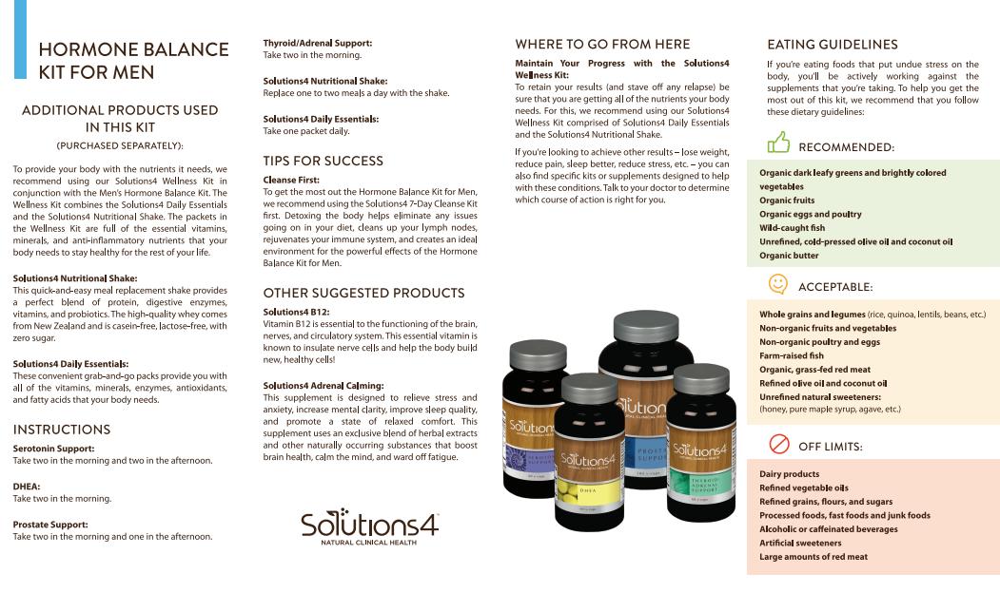 HORMONE BALANCE
KIT FOR MEN
ADDITIONAL PRODUCTS USED
IN THIS KIT
(PURCHASED SEPARATELY):
To provide your body with the nutrients it needs, we
recommend using our Solutions4 Wellness Kit in
conjunction with the Men's Hormone Balance Kit. The
Wellness Kit combines the Solutions4 Daily Essentials
and the Solutions4 Nutritional Shake. The packets in
the Wellness Kit are full of the essential vitamins,
minerals, and anti-inflammatory nutrients that your
body needs to stay healthy for the rest of your life.
Solutions4 Nutritional Shake:
This quick-and-easy meal replacement shake provides
a perfect blend of protein, digestive enzymes,
vitamins, and probiotics. The high-quality whey comes
from New Zealand and is casein-free, lactose-free, with
zero sugar.
Solutions4 Daily Essentials:
These convenient grab-and-go packs provide you with
all of the vitamins, minerals, enzymes, antioxidants,
and fatty acids that your body needs.
INSTRUCTIONS
Serotonin Support:
Take two in the morning and two in the afternoon.
DHEA:
Take two in the morning.
Prostate Support:
Take two in the morning and one in the afternoon.
Thyroid/Adrenal Support:
Take two in the morning.
Solutions4 Nutritional Shake:
Replace one to two meals a day with the shake.
Solutions4 Daily Essentials:
Take one packet daily.
TIPS FOR SUCCESS
Cleanse First:
To get the most out the Hormone Balance Kit for Men,
we recommend using the Solutions4 7-Day Cleanse Kit
first. Detoxing the body helps eliminate any issues
going on in your diet, cleans up your lymph nodes,
rejuvenates your immune system, and creates an ideal
environment for the powerful effects of the Hormone
Balance Kit for Men.
OTHER SUGGESTED PRODUCTS
Solutions4 B12:
Vitamin B12 is essential to the functioning of the brain,
nerves, and circulatory system. This essential vitamin is
known to insulate nerve cells and help the body build
new, healthy cells!
Solutions4 Adrenal Calming:
This supplement is designed to relieve stress and
anxiety, increase mental clarity, improve sleep quality,
and promote a state of relaxed comfort. This
supplement uses an exclusive blend of herbal extracts
and other naturally occurring substances that boost
brain health, calm the mind, and ward off fatigue.
Solutions4
NATURAL CLINICAL HEALTH
WHERE TO GO FROM HERE
Maintain Your Progress with the Solutions4
Wellness Kit:
To retain your results (and stave off any relapse) be
sure that you are getting all of the nutrients your body
needs. For this, we recommend using our Solutions4
Wellness Kit comprised of Solutions4 Daily Essentials
and the Solutions4 Nutritional Shake.
If you're looking to achieve other results – lose weight,
reduce pain, sleep better, reduce stress, etc. – you can
also find specific kits or supplements designed to help
with these conditions. Talk to your doctor to determine
which course of action is right for you.
Solutions4
DHEA
Solutions4
THYROID/
ADRENAL
SUPPORT
EATING GUIDELINES
If you're eating foods that put undue stress on the
body, you'll be actively working against the
supplements that you're taking. To help you get the
most out of this kit, we recommend that you follow
these dietary guidelines:
RECOMMENDED:
Organic dark leafy greens and brightly colored
vegetables
Organic fruits
Organic eggs and poultry
Wild-caught fish
Unrefined, cold-pressed olive oil and coconut oil
Organic butter
ACCEPTABLE:
Whole grains and legumes (rice, quinoa, lentils, beans, etc.)
Non-organic fruits and vegetables
Non-organic poultry and eggs
Farm-raised fish
Organic, grass-fed red meat
Refined olive oil and coconut oil
Unrefined natural sweeteners:
(honey, pure maple syrup, agave, etc.)
OFF LIMITS:
Dairy products
Refined vegetable oils
Refined grains, flours, and sugars
Processed foods, fast foods and junk foods
Alcoholic or caffeinated beverages
Artificial sweeteners
Large amounts of red meat